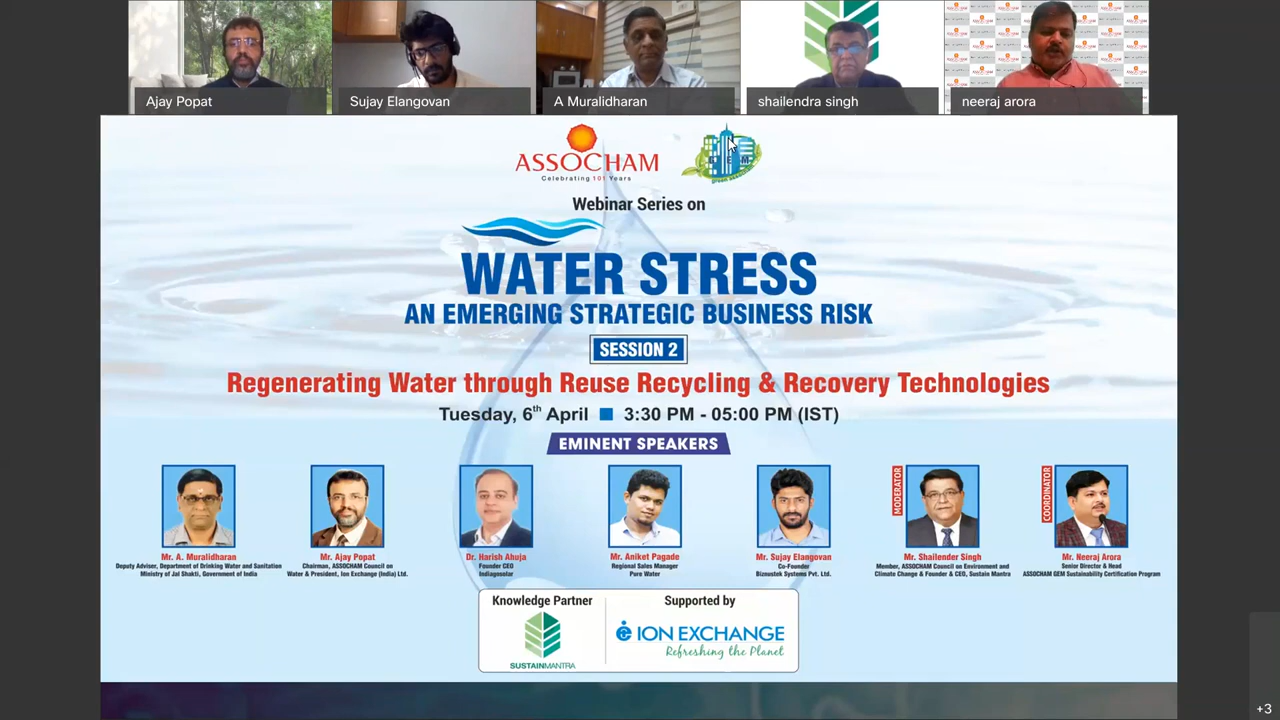 Ajay Popat
Sujay Elangovan
A Muralidharan
shailendra singh
neeraj arora
ASSOCHAM
Celebrating 101 Years
green assocham
Webinar Series on
WATER STRESS
AN EMERGING STRATEGIC BUSINESS RISK
SESSION 2
Regenerating Water through Reuse Recycling & Recovery Technologies
Tuesday, 6th April 3:30 PM - 05:00 PM (IST)
EMINENT SPEAKERS
MODERATOR
COORDINATOR
Mr. A. Muralidharan
Deputy Adviser, Department of Drinking Water and Sanitation
Ministry of Jal Shakti, Government of India
Mr. Ajay Popat
Chairman, ASSOCHAM Council on
Water & President, Ion Exchange (India) Ltd.
Dr. Harish Ahuja
Founder CEO
Indiagosolar
Mr. Aniket Pagade
Regional Sales Manager
Pure Water
Mr. Sujay Elangovan
Co-Founder
Biznustek Systems Pvt. Ltd.
Mr. Shailender Singh
Member, ASSOCHAM Council on Environment and
Climate Change & Founder & CEO, Sustain Mantra
Mr. Neeraj Arora
Senior Director & Head
ASSOCHAM GEM Sustainability Certification Program
Knowledge Partner
SUSTAINMANTRA
Supported by
ION EXCHANGE
Refreshing the Planet
+3